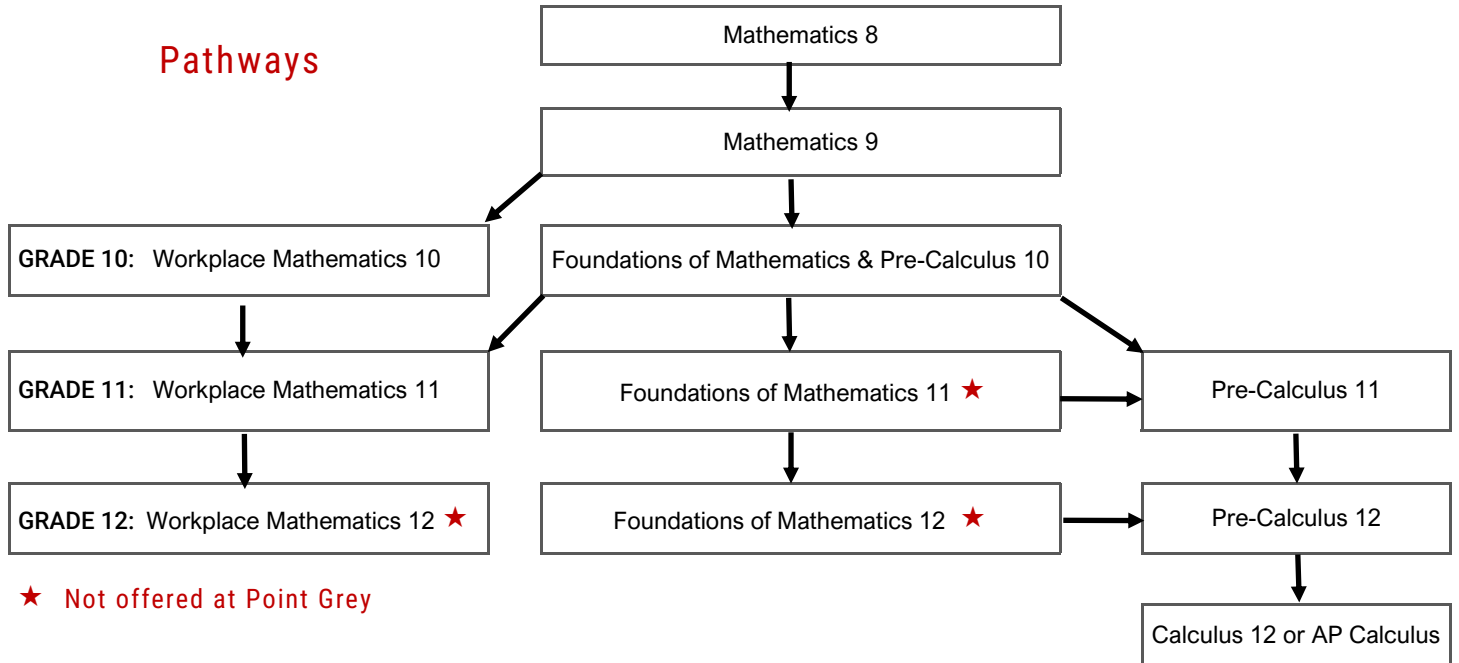 Pathways
Mathematics 8
Mathematics 9
GRADE 10: Workplace Mathematics 10
Foundations of Mathematics & Pre-Calculus 10
GRADE 11: Workplace Mathematics 11
Foundations of Mathematics 11 ★
Pre-Calculus 11
GRADE 12: Workplace Mathematics 12 ★
Foundations of Mathematics 12 ★
Pre-Calculus 12
★ Not offered at Point Grey
Calculus 12 or AP Calculus